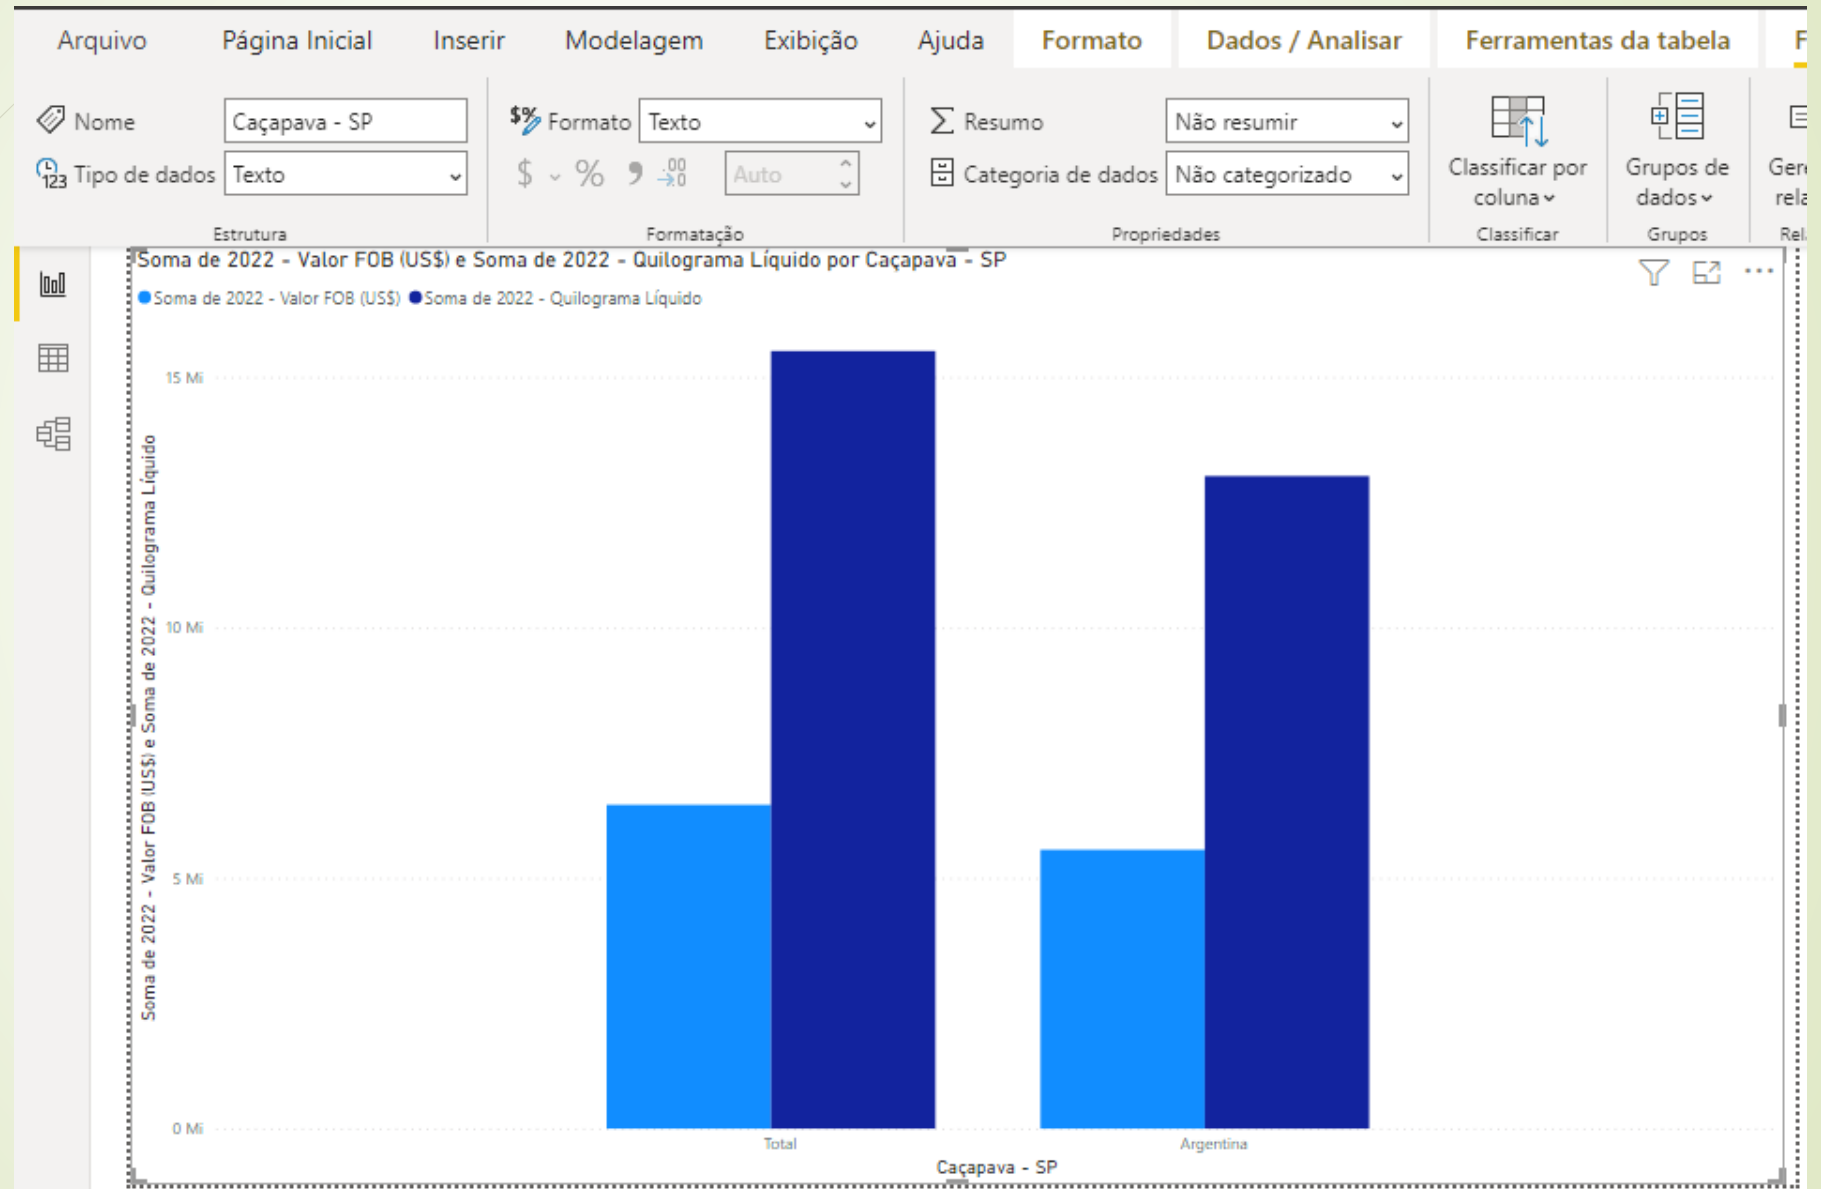 Arquivo Página Inicial Inserir Modelagem Exibição Ajuda Formato Dados / Analisar Ferramentas da tabela F
Nome Caçapava - SP $% Formato Texto Resumo Não resumir
Tipo de dados Texto $ % Auto Categoria de dados Não categorizado
Classificar por coluna
Grupos de dados
Gere
rela
Estrutura Formatação Propriedades Classificar Grupos Rel
Soma de 2022 - Valor FOB (US$) e Soma de 2022 - Quilograma Líquido por Caçapava - SP
Soma de 2022 - Valor FOB (US$) Soma de 2022 - Quilograma Líquido
Soma de 2022 - Valor FOB (US$) e Soma de 2022 - Quilograma Líquido
15 Mi
10 Mi
5 Mi
0 Mi
Total Argentina
Caçapava - SP